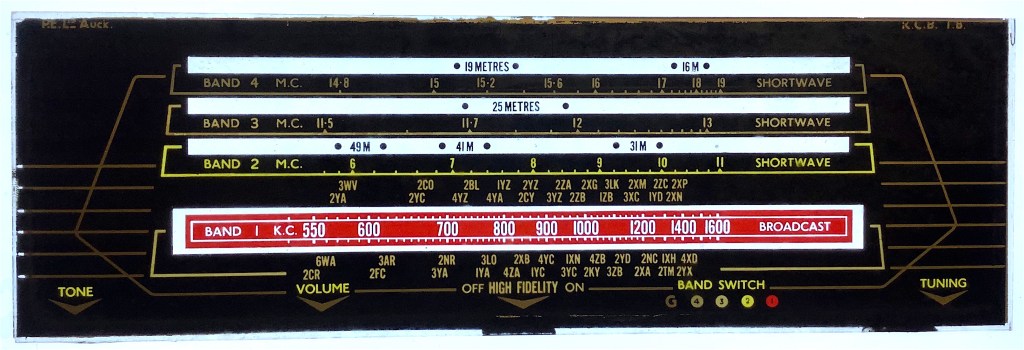 Auck. K.C.B. 1.B.
19 METRES 16 M
BAND 4 M.C. 14·8 15 15·2 15·6 16 17 18 19 SHORTWAVE
25 METRES
BAND 3 M.C. 11·5 11·7 12 13 SHORTWAVE
49 M 41 M 31 M
BAND 2 M.C. 6 7 8 9 10 11 SHORTWAVE
3WV 2CO 2BL 1YZ 2YZ 2ZA 2XG 3LK 2XM 2ZC 2XP
2YA 2YC 4YZ 4YA 2CY 3YZ 2ZB 1ZB 3XC 1YD 2XN
BAND 1 K.C. 550 600 700 800 900 1000 1200 1400 1600 BROADCAST
6WA 3AR 2NR 3LO 2XB 4YC 1XN 4ZB 2YD 2NC 1XH 4XD
2CR 2FC 3YA 1YA 4ZA 1YC 3YC 2KY 3ZB 2XA 2TM 2YX
TONE VOLUME OFF HIGH FIDELITY ON BAND SWITCH TUNING
G 4 3 2 1